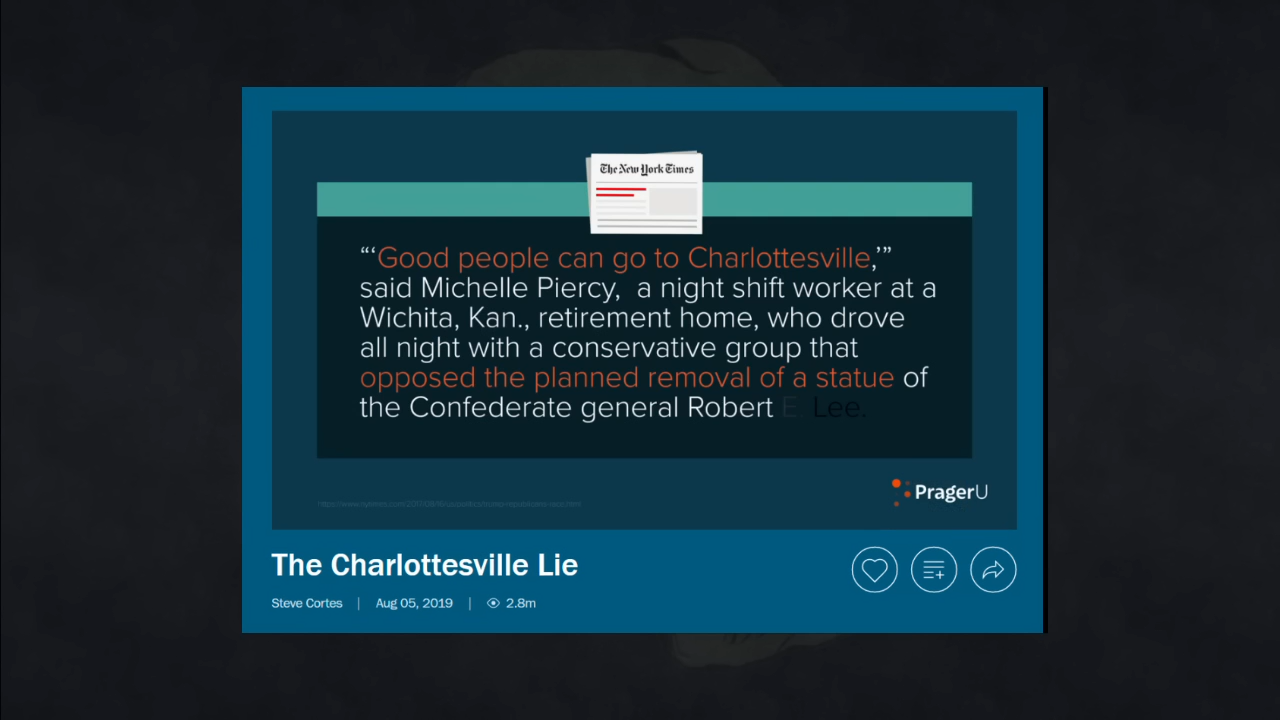 The New York Times
“‘Good people can go to Charlottesville,’”
said Michelle Piercy, a night shift worker at a
Wichita, Kan., retirement home, who drove
all night with a conservative group that
opposed the planned removal of a statue of
the Confederate general Robert E Lee.
PragerU
The Charlottesville Lie
Steve Cortes | Aug 05, 2019 | 2.8m